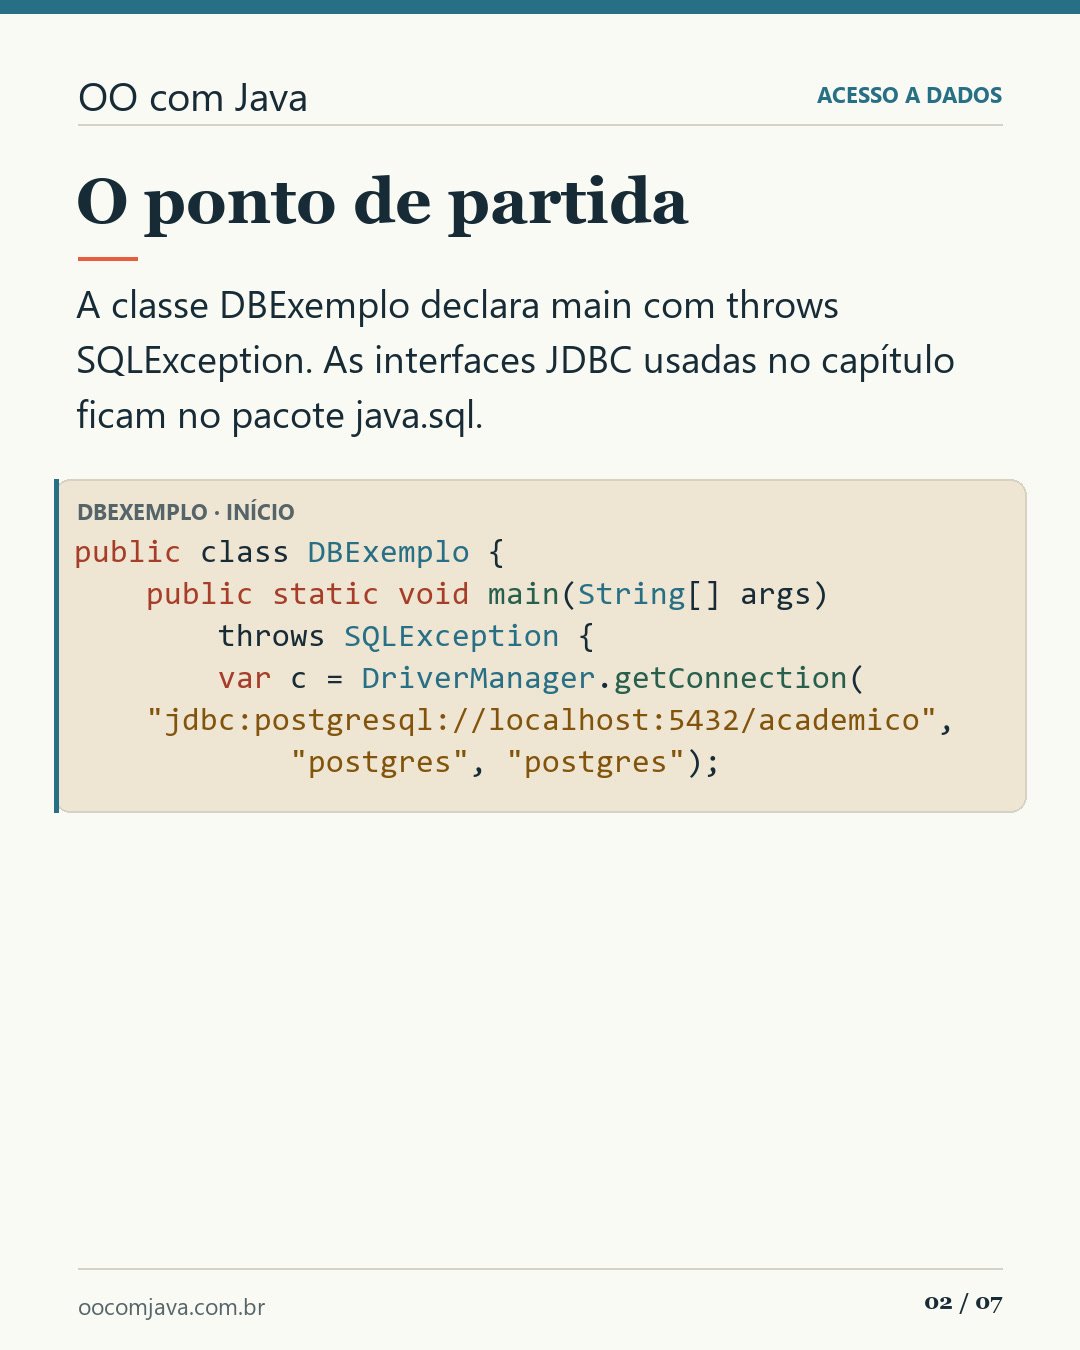 OO com Java
ACESSO A DADOS
O ponto de partida
A classe DBExemplo declara main com throws
SQLException. As interfaces JDBC usadas no capítulo
ficam no pacote java.sql.
DBEXEMPLO · INÍCIO
public class DBExemplo {
    public static void main(String[] args)
        throws SQLException {
        var c = DriverManager.getConnection(
    "jdbc:postgresql://localhost:5432/academico",
            "postgres", "postgres");
oocomjava.com.br
02 / 07